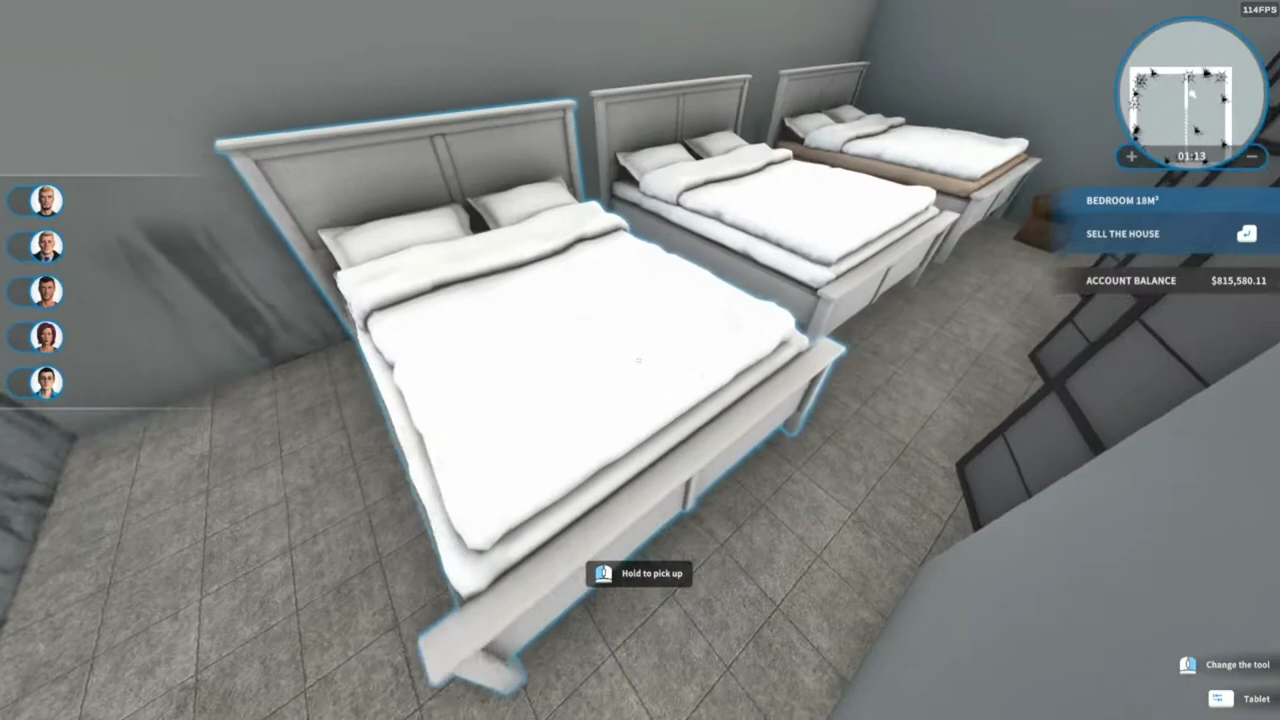 114FPS
01:13
BEDROOM 18M²
SELL THE HOUSE
ACCOUNT BALANCE $815,580.11
Hold to pick up
Change the tool
Tablet